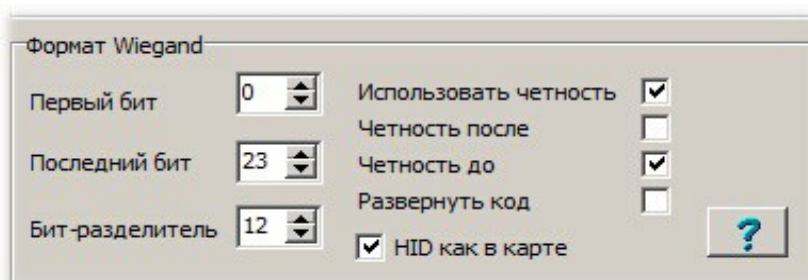 Формат Wiegand
Первый бит 0 Использовать четность
Четность после
Последний бит 23 Четность до
Развернуть код
Бит-разделитель 12 HID как в карте
?